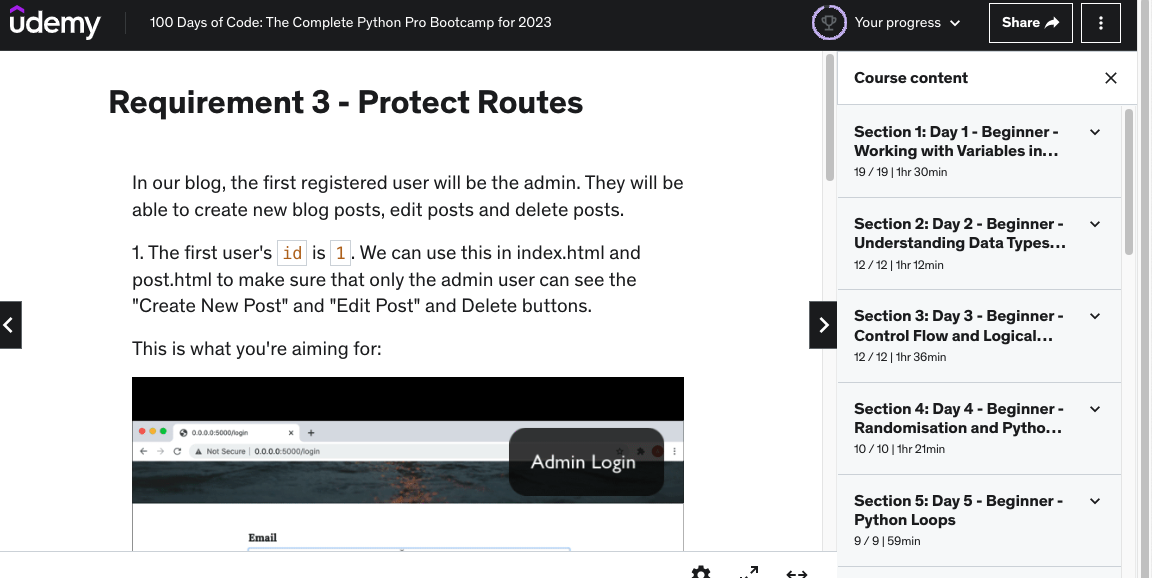 udemy
100 Days of Code: The Complete Python Pro Bootcamp for 2023
Your progress
Share
Requirement 3 - Protect Routes
In our blog, the first registered user will be the admin. They will be
able to create new blog posts, edit posts and delete posts.
1. The first user's id is 1. We can use this in index.html and
post.html to make sure that only the admin user can see the
"Create New Post" and "Edit Post" and Delete buttons.
This is what you're aiming for:
0.0.0.0:5000/login
Not Secure | 0.0.0.0:5000/login
Admin Login
Email
Course content
Section 1: Day 1 - Beginner -
Working with Variables in...
19 / 19 | 1hr 30min
Section 2: Day 2 - Beginner -
Understanding Data Types...
12 / 12 | 1hr 12min
Section 3: Day 3 - Beginner -
Control Flow and Logical...
12 / 12 | 1hr 36min
Section 4: Day 4 - Beginner -
Randomisation and Pytho...
10 / 10 | 1hr 21min
Section 5: Day 5 - Beginner -
Python Loops
9 / 9 | 59min